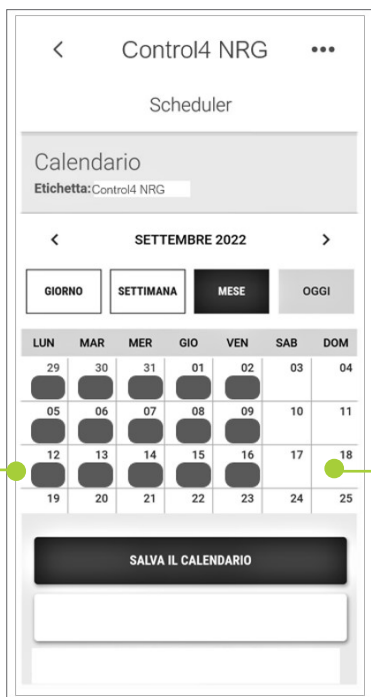 Control4 NRG
Scheduler
Calendario
Etichetta: Control4 NRG
SETTEMBRE 2022
GIORNO SETTIMANA MESE OGGI
LUN MAR MER GIO VEN SAB DOM
29 30 31 01 02 03 04
05 06 07 08 09 10 11
12 13 14 15 16 17 18
19 20 21 22 23 24 25
SALVA IL CALENDARIO